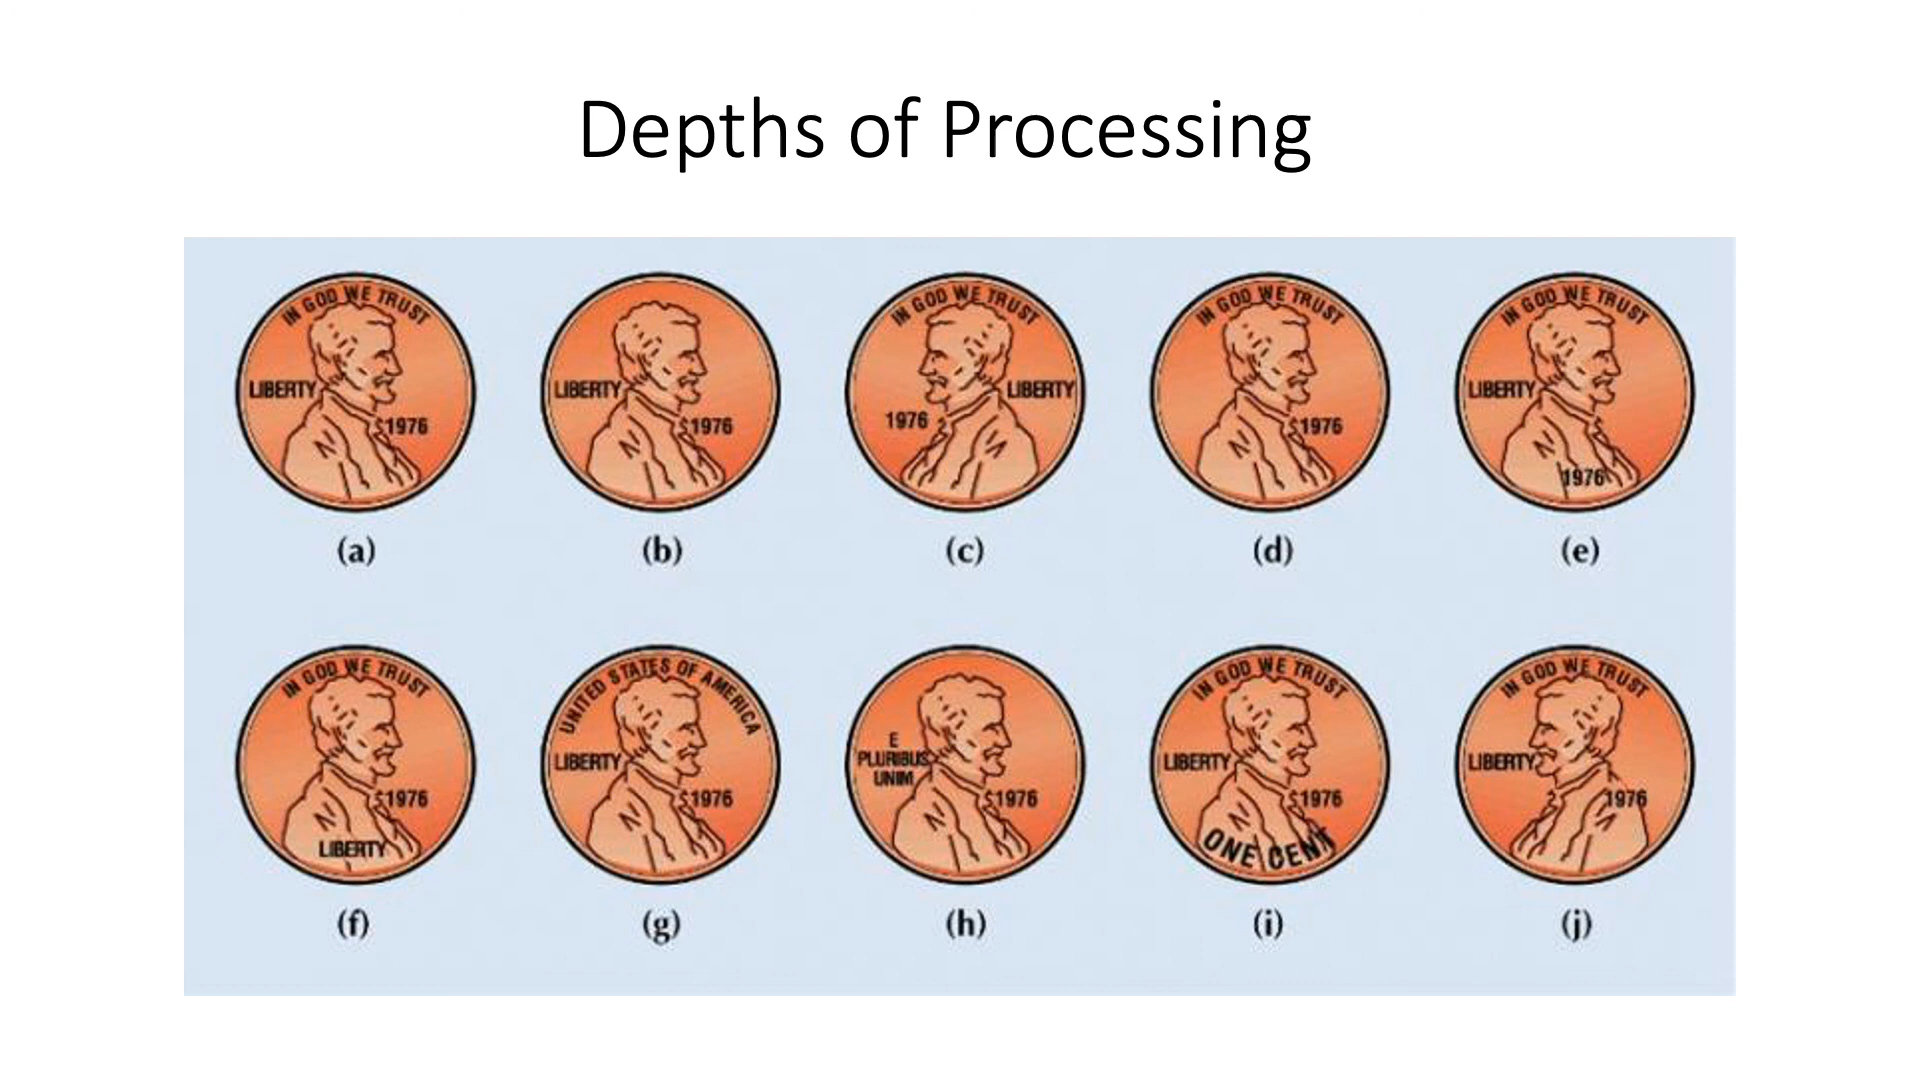 Depths of Processing
IN GOD WE TRUST
LIBERTY
1976
(a)
LIBERTY
1976
(b)
IN GOD WE TRUST
1976
LIBERTY
(c)
IN GOD WE TRUST
1976
(d)
IN GOD WE TRUST
LIBERTY
1976
(e)
IN GOD WE TRUST
1976
LIBERTY
(f)
UNITED STATES OF AMERICA
LIBERTY
1976
(g)
E
PLURIBUS
UNIM
1976
(h)
IN GOD WE TRUST
LIBERTY
1976
ONE CENT
(i)
IN GOD WE TRUST
LIBERTY
1976
(j)